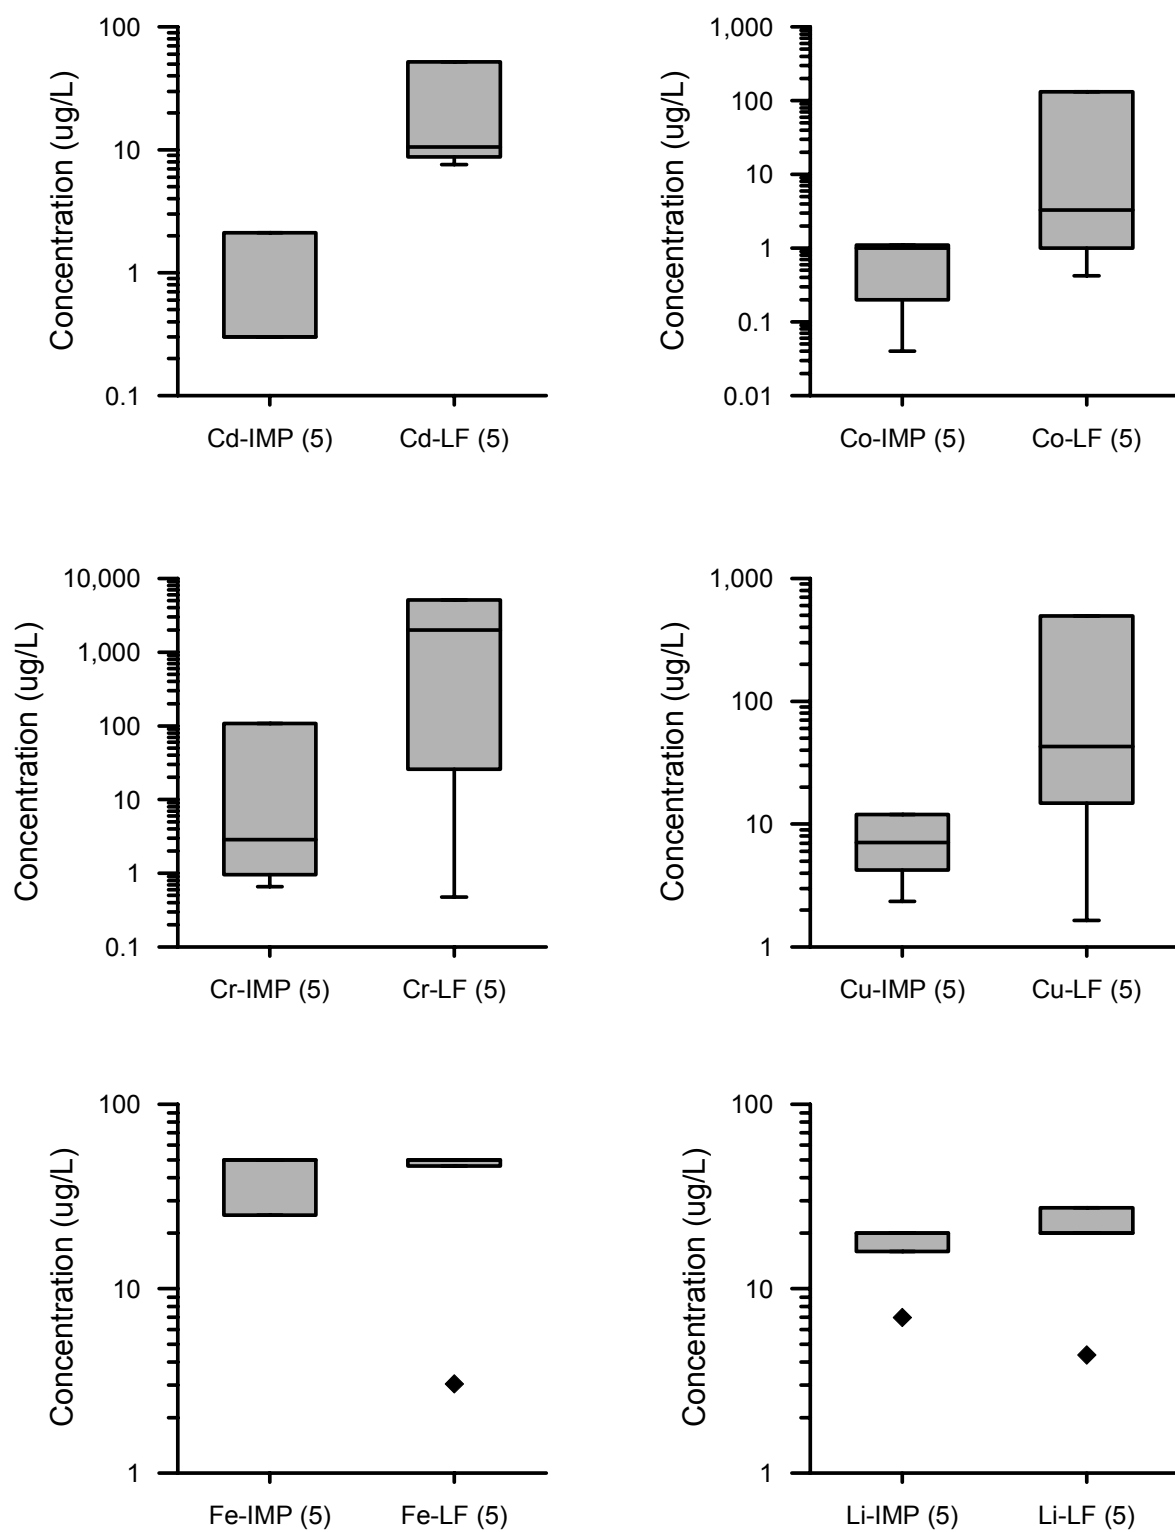 Concentration (ug/L)
100
10
1
0.1
Cd-IMP (5)
Cd-LF (5)
Concentration (ug/L)
1,000
100
10
1
0.1
0.01
Co-IMP (5)
Co-LF (5)
Concentration (ug/L)
10,000
1,000
100
10
1
0.1
Cr-IMP (5)
Cr-LF (5)
Concentration (ug/L)
1,000
100
10
1
Cu-IMP (5)
Cu-LF (5)
Concentration (ug/L)
100
10
1
Fe-IMP (5)
Fe-LF (5)
Concentration (ug/L)
100
10
1
Li-IMP (5)
Li-LF (5)